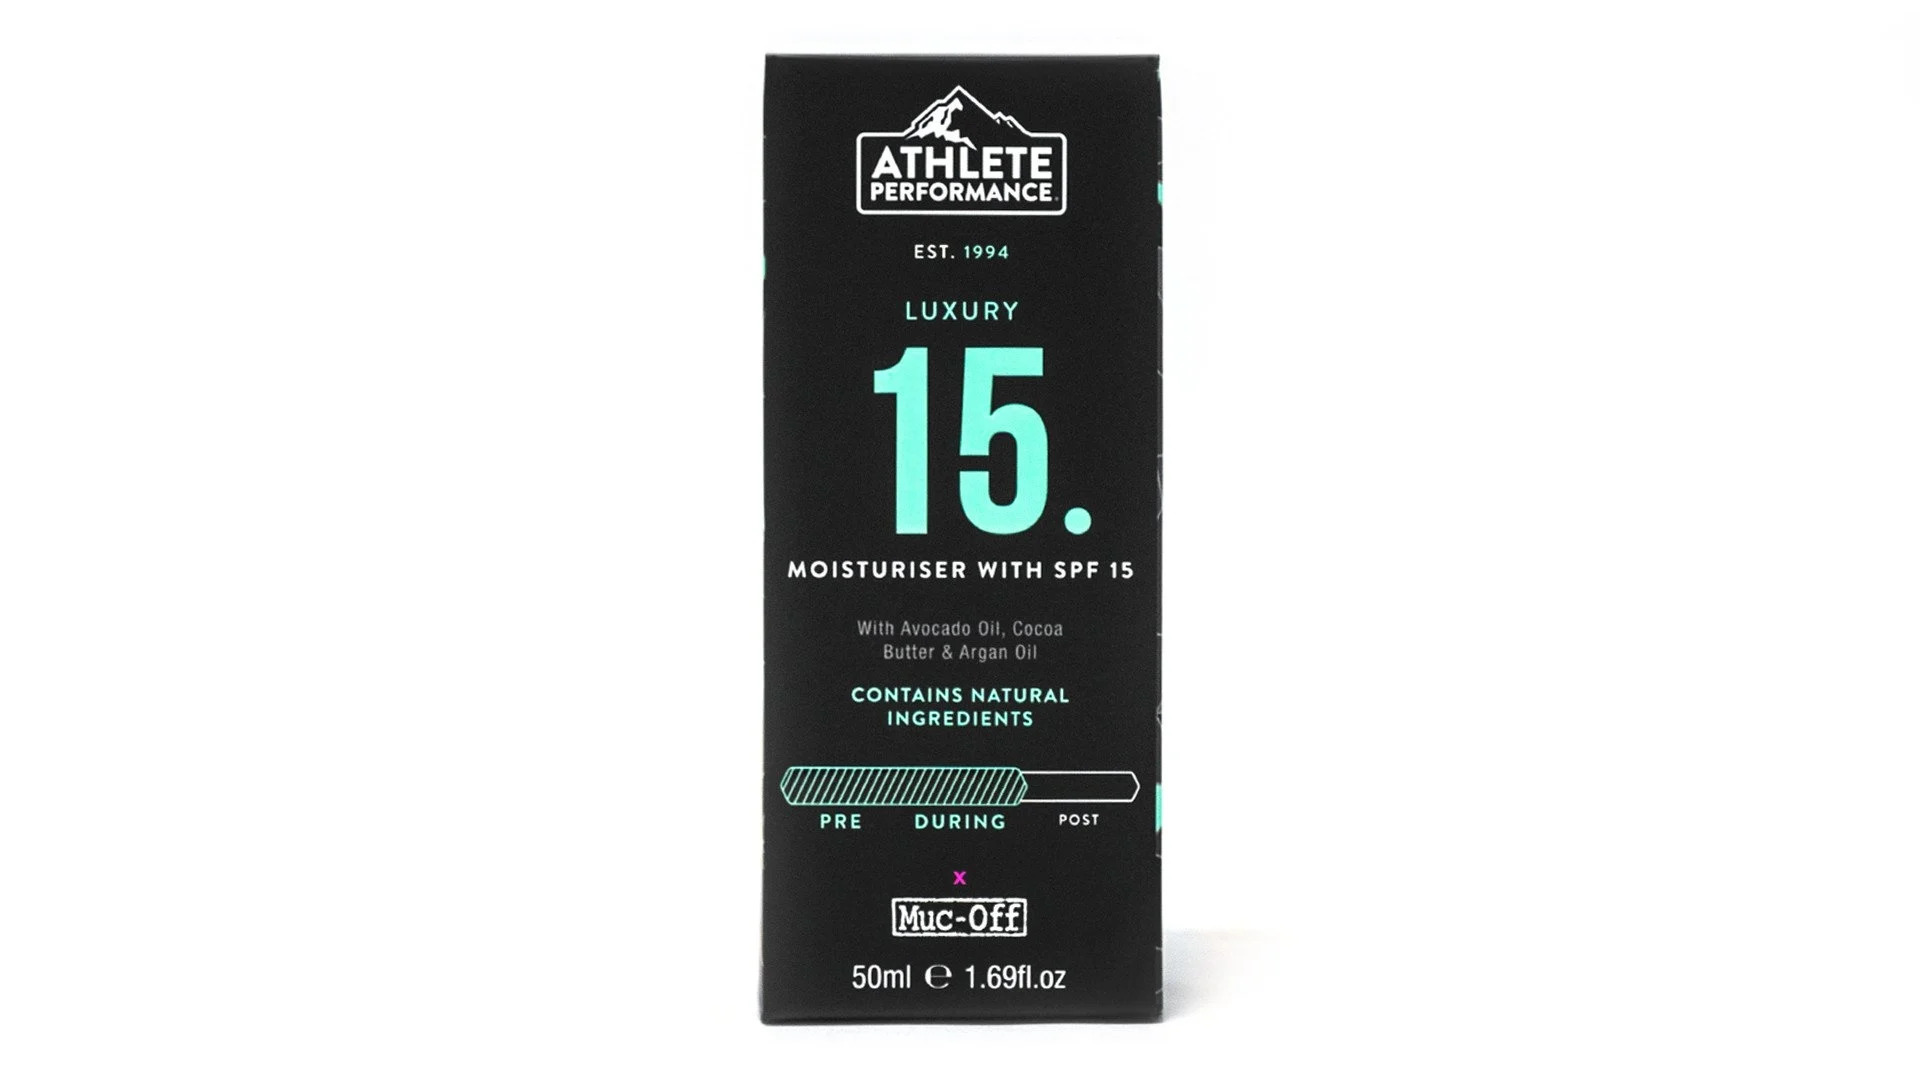 ATHLETE
PERFORMANCE
EST. 1994
LUXURY
15.
MOISTURISER WITH SPF 15
With Avocado Oil, Cocoa
Butter & Argan Oil
CONTAINS NATURAL
INGREDIENTS
PRE DURING POST
x
Muc-Off
50ml ℮ 1.69fl.oz